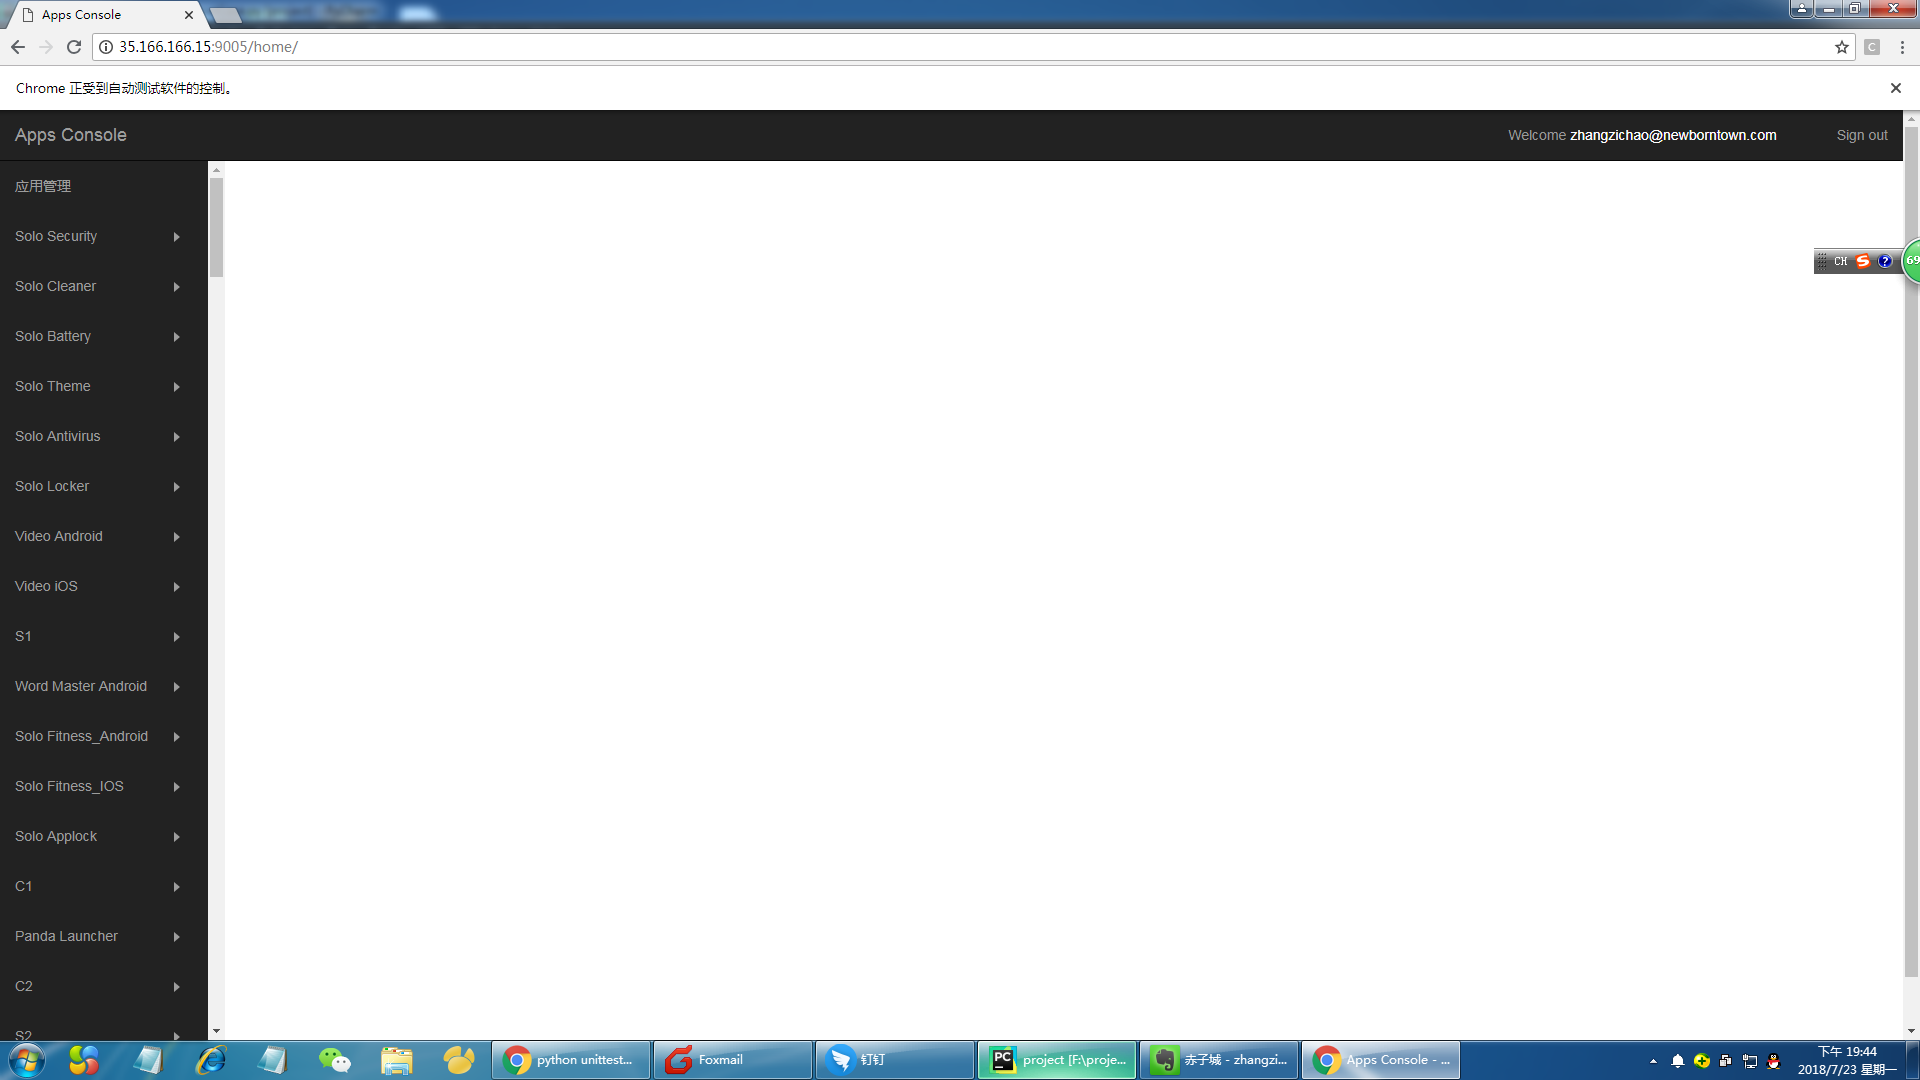 Apps Console
35.166.166.15:9005/home/
Chrome 正受到自动测试软件的控制。
Apps Console
Welcome zhangzichao@newborntown.com
Sign out
应用管理
Solo Security
Solo Cleaner
Solo Battery
Solo Theme
Solo Antivirus
Solo Locker
Video Android
Video iOS
S1
Word Master Android
Solo Fitness_Android
Solo Fitness_IOS
Solo Applock
C1
Panda Launcher
C2
S2
CH
69
python unittest...
Foxmail
钉钉
project [F:\proje...
赤子城 - zhangzi...
Apps Console - ...
下午 19:44
2018/7/23 星期一